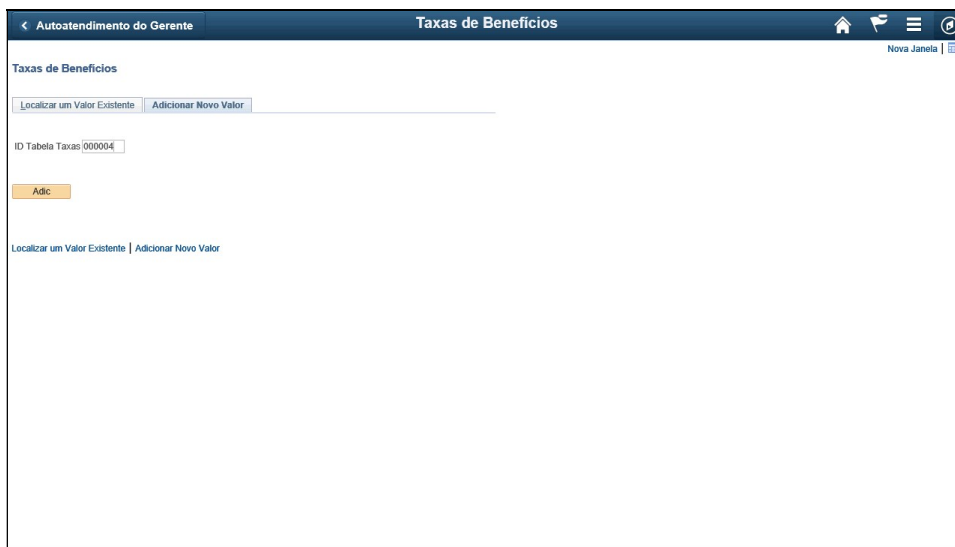 Autoatendimento do Gerente
Taxas de Benefícios
Nova Janela |
Taxas de Benefícios
Localizar um Valor Existente
Adicionar Novo Valor
ID Tabela Taxas 000004
Adic
Localizar um Valor Existente | Adicionar Novo Valor